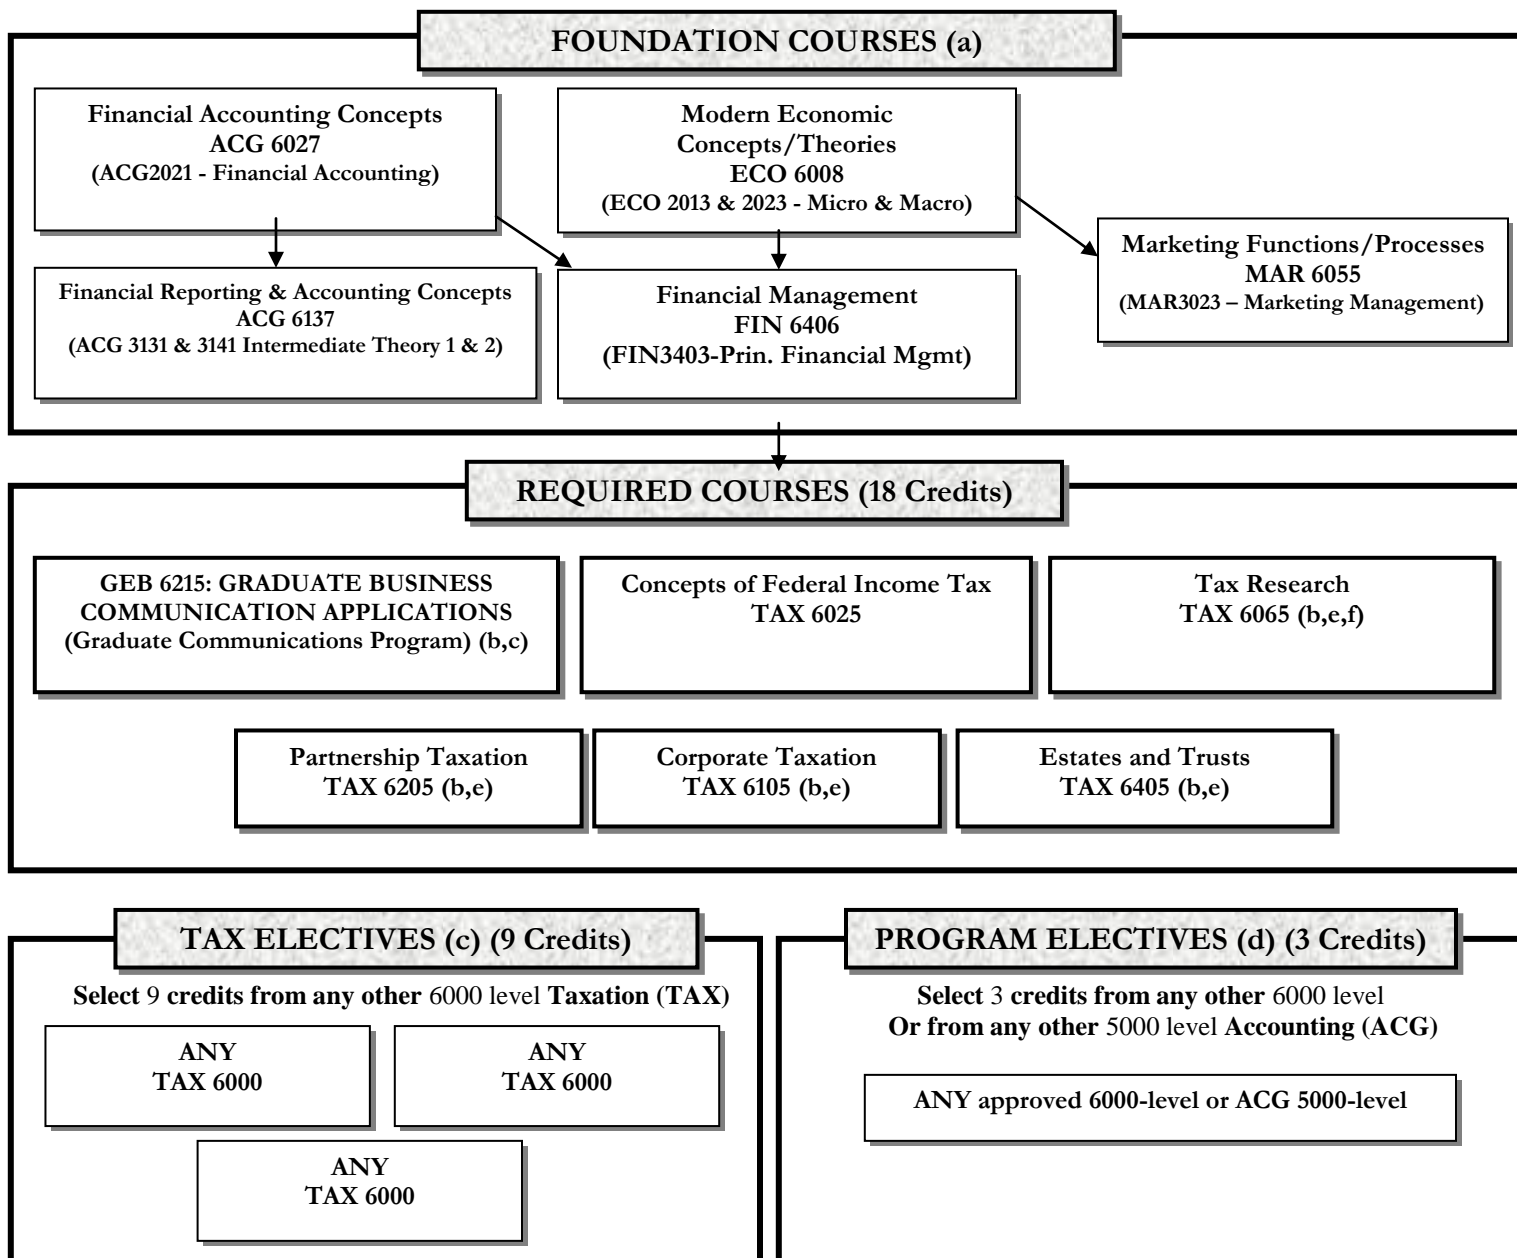 FOUNDATION COURSES (a)
Financial Accounting Concepts
ACG 6027
(ACG2021 - Financial Accounting)
Modern Economic
Concepts/Theories
ECO 6008
(ECO 2013 & 2023 - Micro & Macro)
Marketing Functions/Processes
MAR 6055
(MAR3023 – Marketing Management)
Financial Reporting & Accounting Concepts
ACG 6137
(ACG 3131 & 3141 Intermediate Theory 1 & 2)
Financial Management
FIN 6406
(FIN3403-Prin. Financial Mgmt)
REQUIRED COURSES (18 Credits)
GEB 6215: GRADUATE BUSINESS
COMMUNICATION APPLICATIONS
(Graduate Communications Program) (b,c)
Concepts of Federal Income Tax
TAX 6025
Tax Research
TAX 6065 (b,e,f)
Partnership Taxation
TAX 6205 (b,e)
Corporate Taxation
TAX 6105 (b,e)
Estates and Trusts
TAX 6405 (b,e)
TAX ELECTIVES (c) (9 Credits)
Select 9 credits from any other 6000 level Taxation (TAX)
ANY
TAX 6000
ANY
TAX 6000
ANY
TAX 6000
PROGRAM ELECTIVES (d) (3 Credits)
Select 3 credits from any other 6000 level
Or from any other 5000 level Accounting (ACG)
ANY approved 6000-level or ACG 5000-level